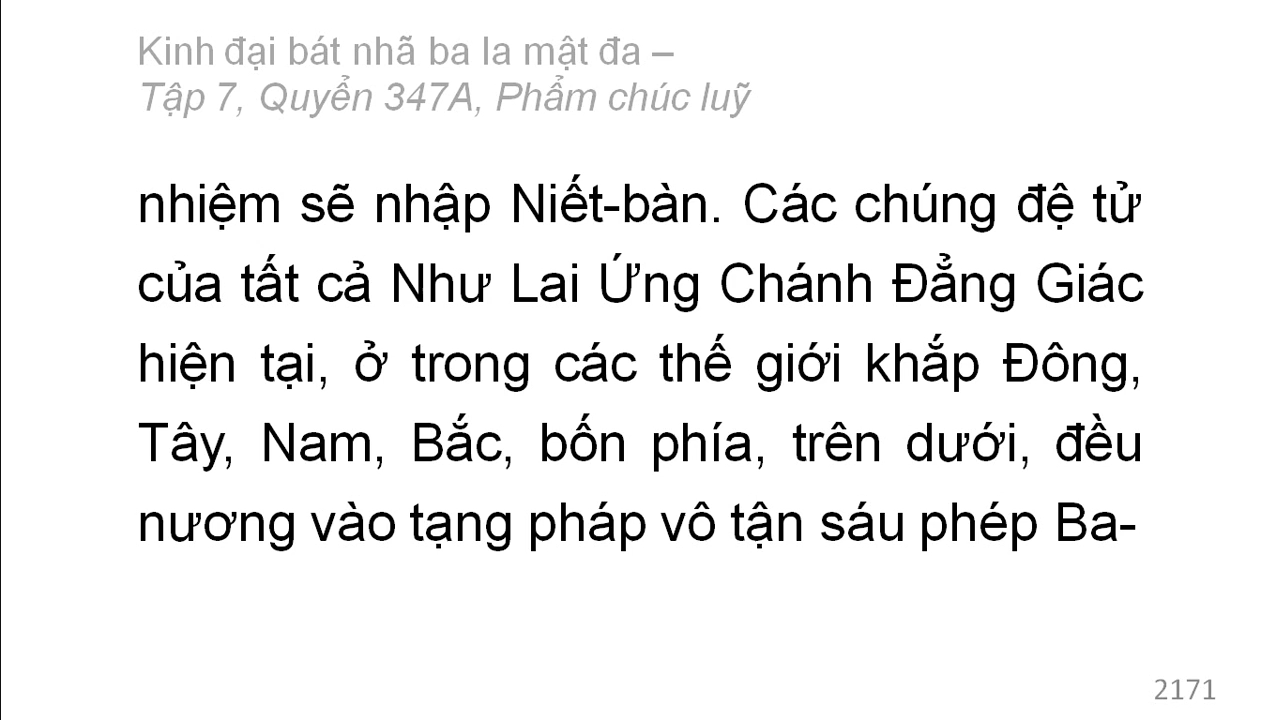 Kinh đại bát nhã ba la mật đa –
Tập 7, Quyển 347A, Phẩm chúc luỹ
nhiệm sẽ nhập Niết-bàn. Các chúng đệ tử
của tất cả Như Lai Ứng Chánh Đẳng Giác
hiện tại, ở trong các thế giới khắp Đông,
Tây, Nam, Bắc, bốn phía, trên dưới, đều
nương vào tạng pháp vô tận sáu phép Ba-
2171